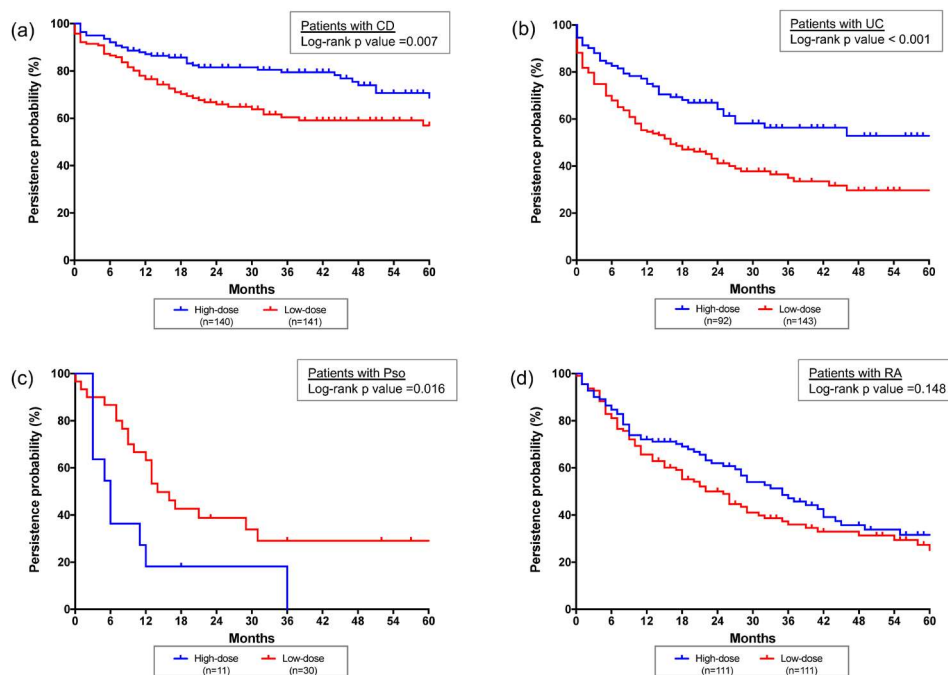 (a)
Patients with CD
Log-rank p value =0.007
Persistence probability (%)
100
80
60
40
20
0
0 6 12 18 24 30 36 42 48 54 60
Months
High-dose Low-dose
(n=140) (n=141)
(b)
Patients with UC
Log-rank p value < 0.001
Persistence probability (%)
100
80
60
40
20
0
0 6 12 18 24 30 36 42 48 54 60
Months
High-dose Low-dose
(n=92) (n=143)
(c)
Patients with Pso
Log-rank p value =0.016
Persistence probability (%)
100
80
60
40
20
0
0 6 12 18 24 30 36 42 48 54 60
Months
High-dose Low-dose
(n=11) (n=30)
(d)
Patients with RA
Log-rank p value =0.148
Persistence probability (%)
100
80
60
40
20
0
0 6 12 18 24 30 36 42 48 54 60
Months
High-dose Low-dose
(n=111) (n=111)